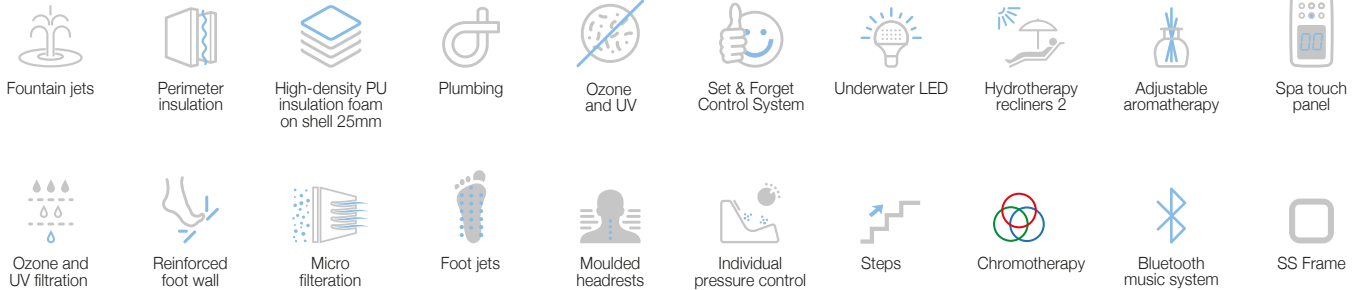 Fountain jets
Perimeter
insulation
High-density PU
insulation foam
on shell 25mm
Plumbing
Ozone
and UV
Set & Forget
Control System
Underwater LED
Hydrotherapy
recliners 2
Adjustable
aromatherapy
00
Spa touch
panel
Ozone and
UV filtration
Reinforced
foot wall
Micro
filteration
Foot jets
Moulded
headrests
Individual
pressure control
Steps
Chromotherapy
Bluetooth
music system
SS Frame